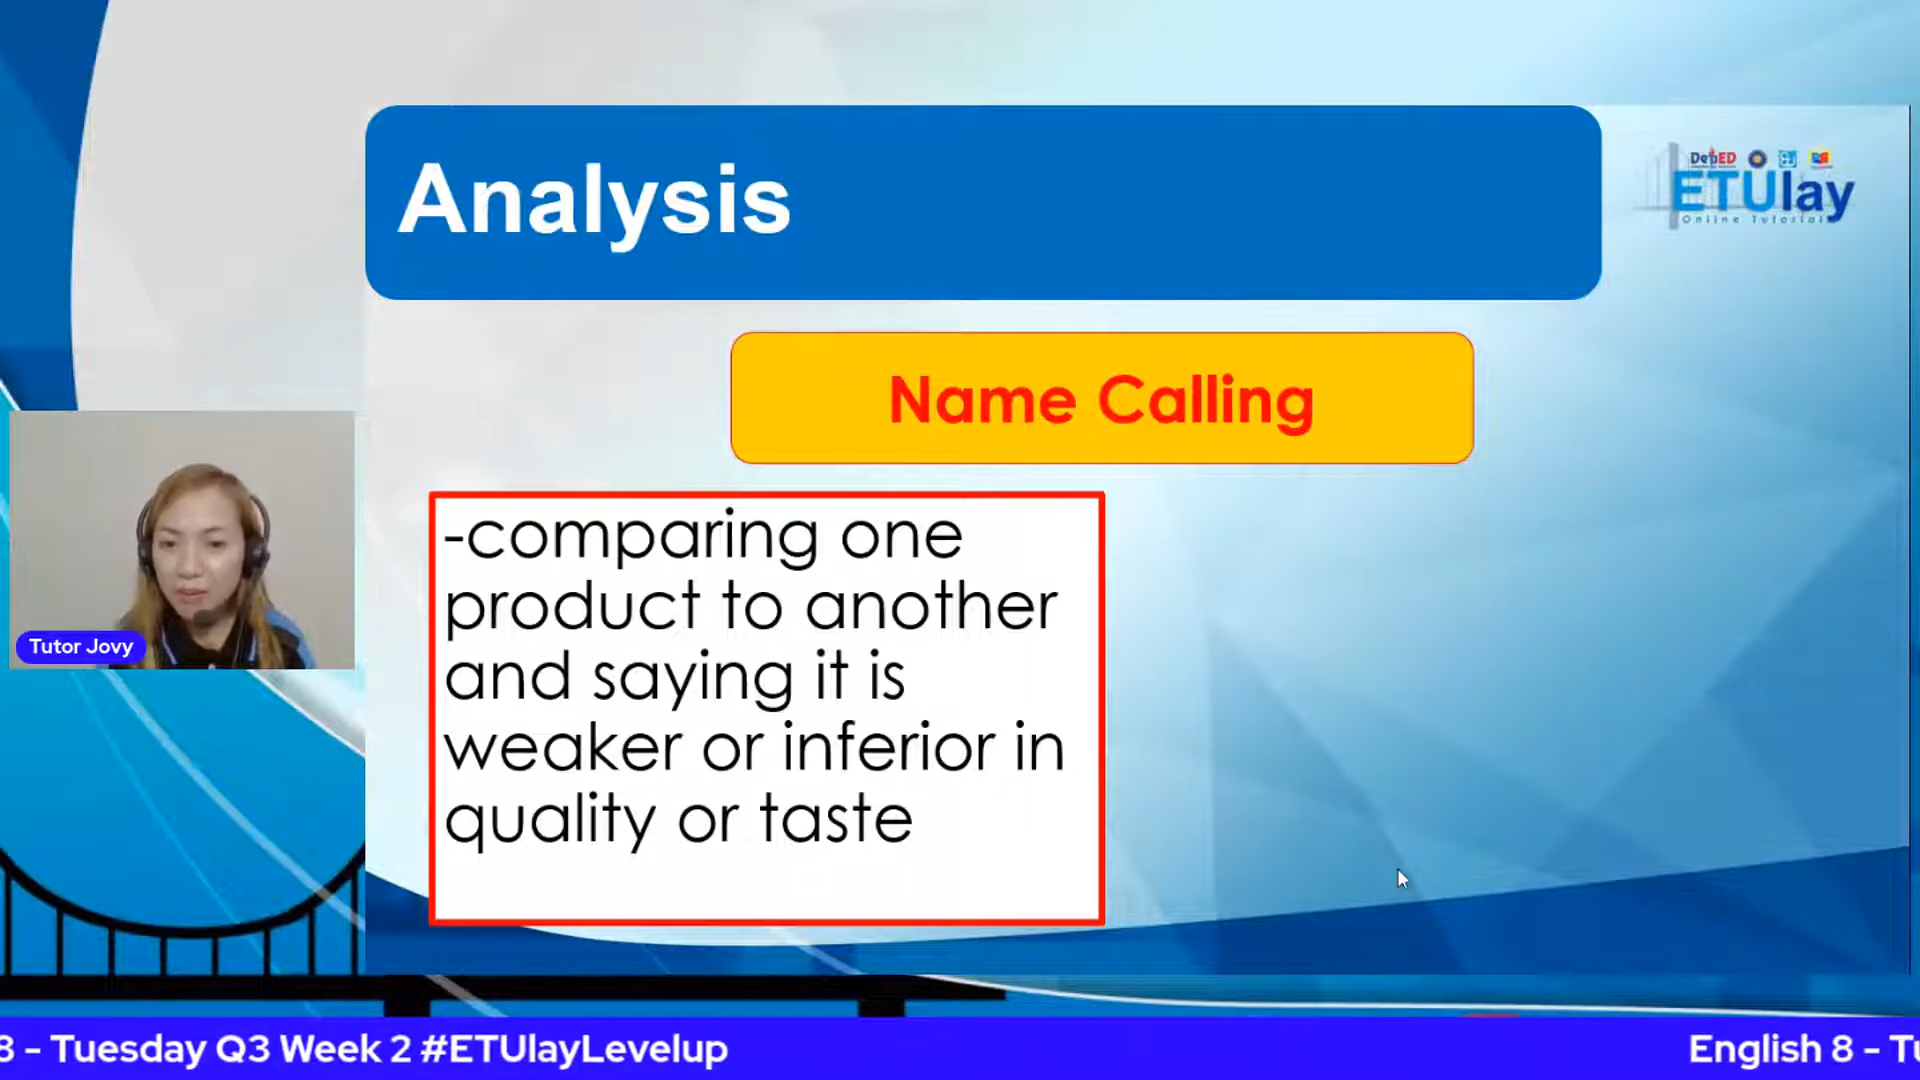 Analysis
DepED
ETUlay
Online Tutorial
Name Calling
-comparing one
product to another
and saying it is
weaker or inferior in
quality or taste
Tutor Jovy
8 - Tuesday Q3 Week 2 #ETUlayLevelup
English 8 - Tu